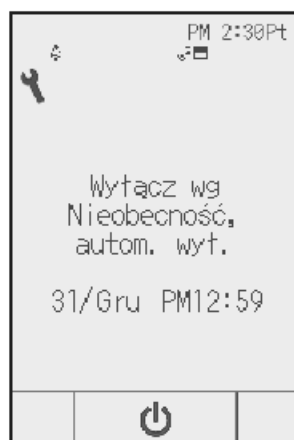 PM 2:30Pt
Wyłącz wg
Nieobecność,
autom. wył.
31/Gru PM12:59